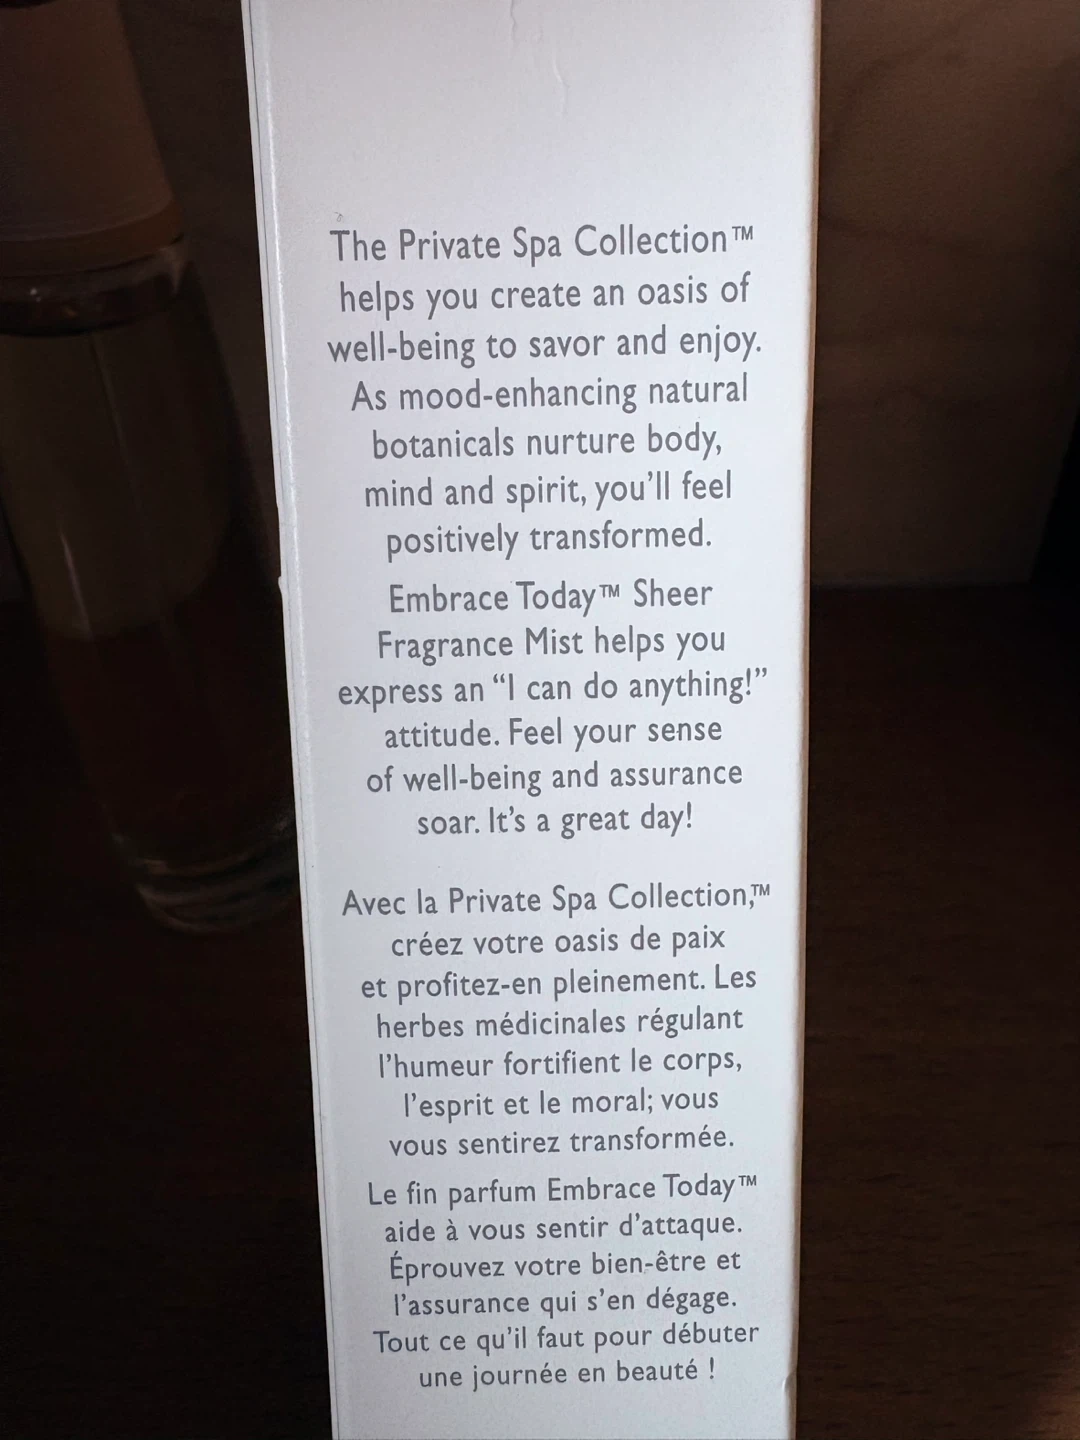 The Private Spa Collection™
helps you create an oasis of
well-being to savor and enjoy.
As mood-enhancing natural
botanicals nurture body,
mind and spirit, you’ll feel
positively transformed.
Embrace Today™ Sheer
Fragrance Mist helps you
express an “I can do anything!”
attitude. Feel your sense
of well-being and assurance
soar. It’s a great day!
Avec la Private Spa Collection,™
créez votre oasis de paix
et profitez-en pleinement. Les
herbes médicinales régulant
l’humeur fortifient le corps,
l’esprit et le moral; vous
vous sentirez transformée.
Le fin parfum Embrace Today™
aide à vous sentir d’attaque.
Éprouvez votre bien-être et
l’assurance qui s’en dégage.
Tout ce qu’il faut pour débuter
une journée en beauté !